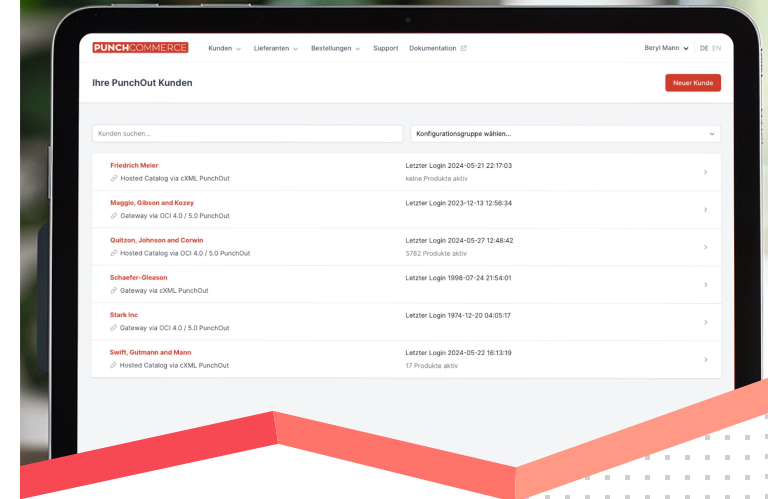 PUNCHCOMMERCE Kunden Lieferanten Bestellungen Support Dokumentation Beryl Mann DE EN
Ihre PunchOut Kunden Neuer Kunde
Kunden suchen... Konfigurationsgruppe wählen...
Friedrich Meier Letzter Login 2024-05-21 22:17:03
Hosted Catalog via cXML PunchOut keine Produkte aktiv
Maggio, Gibson and Kozey Letzter Login 2023-12-13 12:56:34
Gateway via OCI 4.0 / 5.0 PunchOut
Quitzon, Johnson and Corwin Letzter Login 2024-05-27 12:48:42
Hosted Catalog via OCI 4.0 / 5.0 PunchOut 5782 Produkte aktiv
Schaefer-Gleason Letzter Login 1998-07-24 21:54:01
Gateway via cXML PunchOut
Stark Inc Letzter Login 1974-12-20 04:05:17
Gateway via OCI 4.0 / 5.0 PunchOut
Swift, Gutmann and Mann Letzter Login 2024-05-22 16:13:19
Hosted Catalog via cXML PunchOut 17 Produkte aktiv